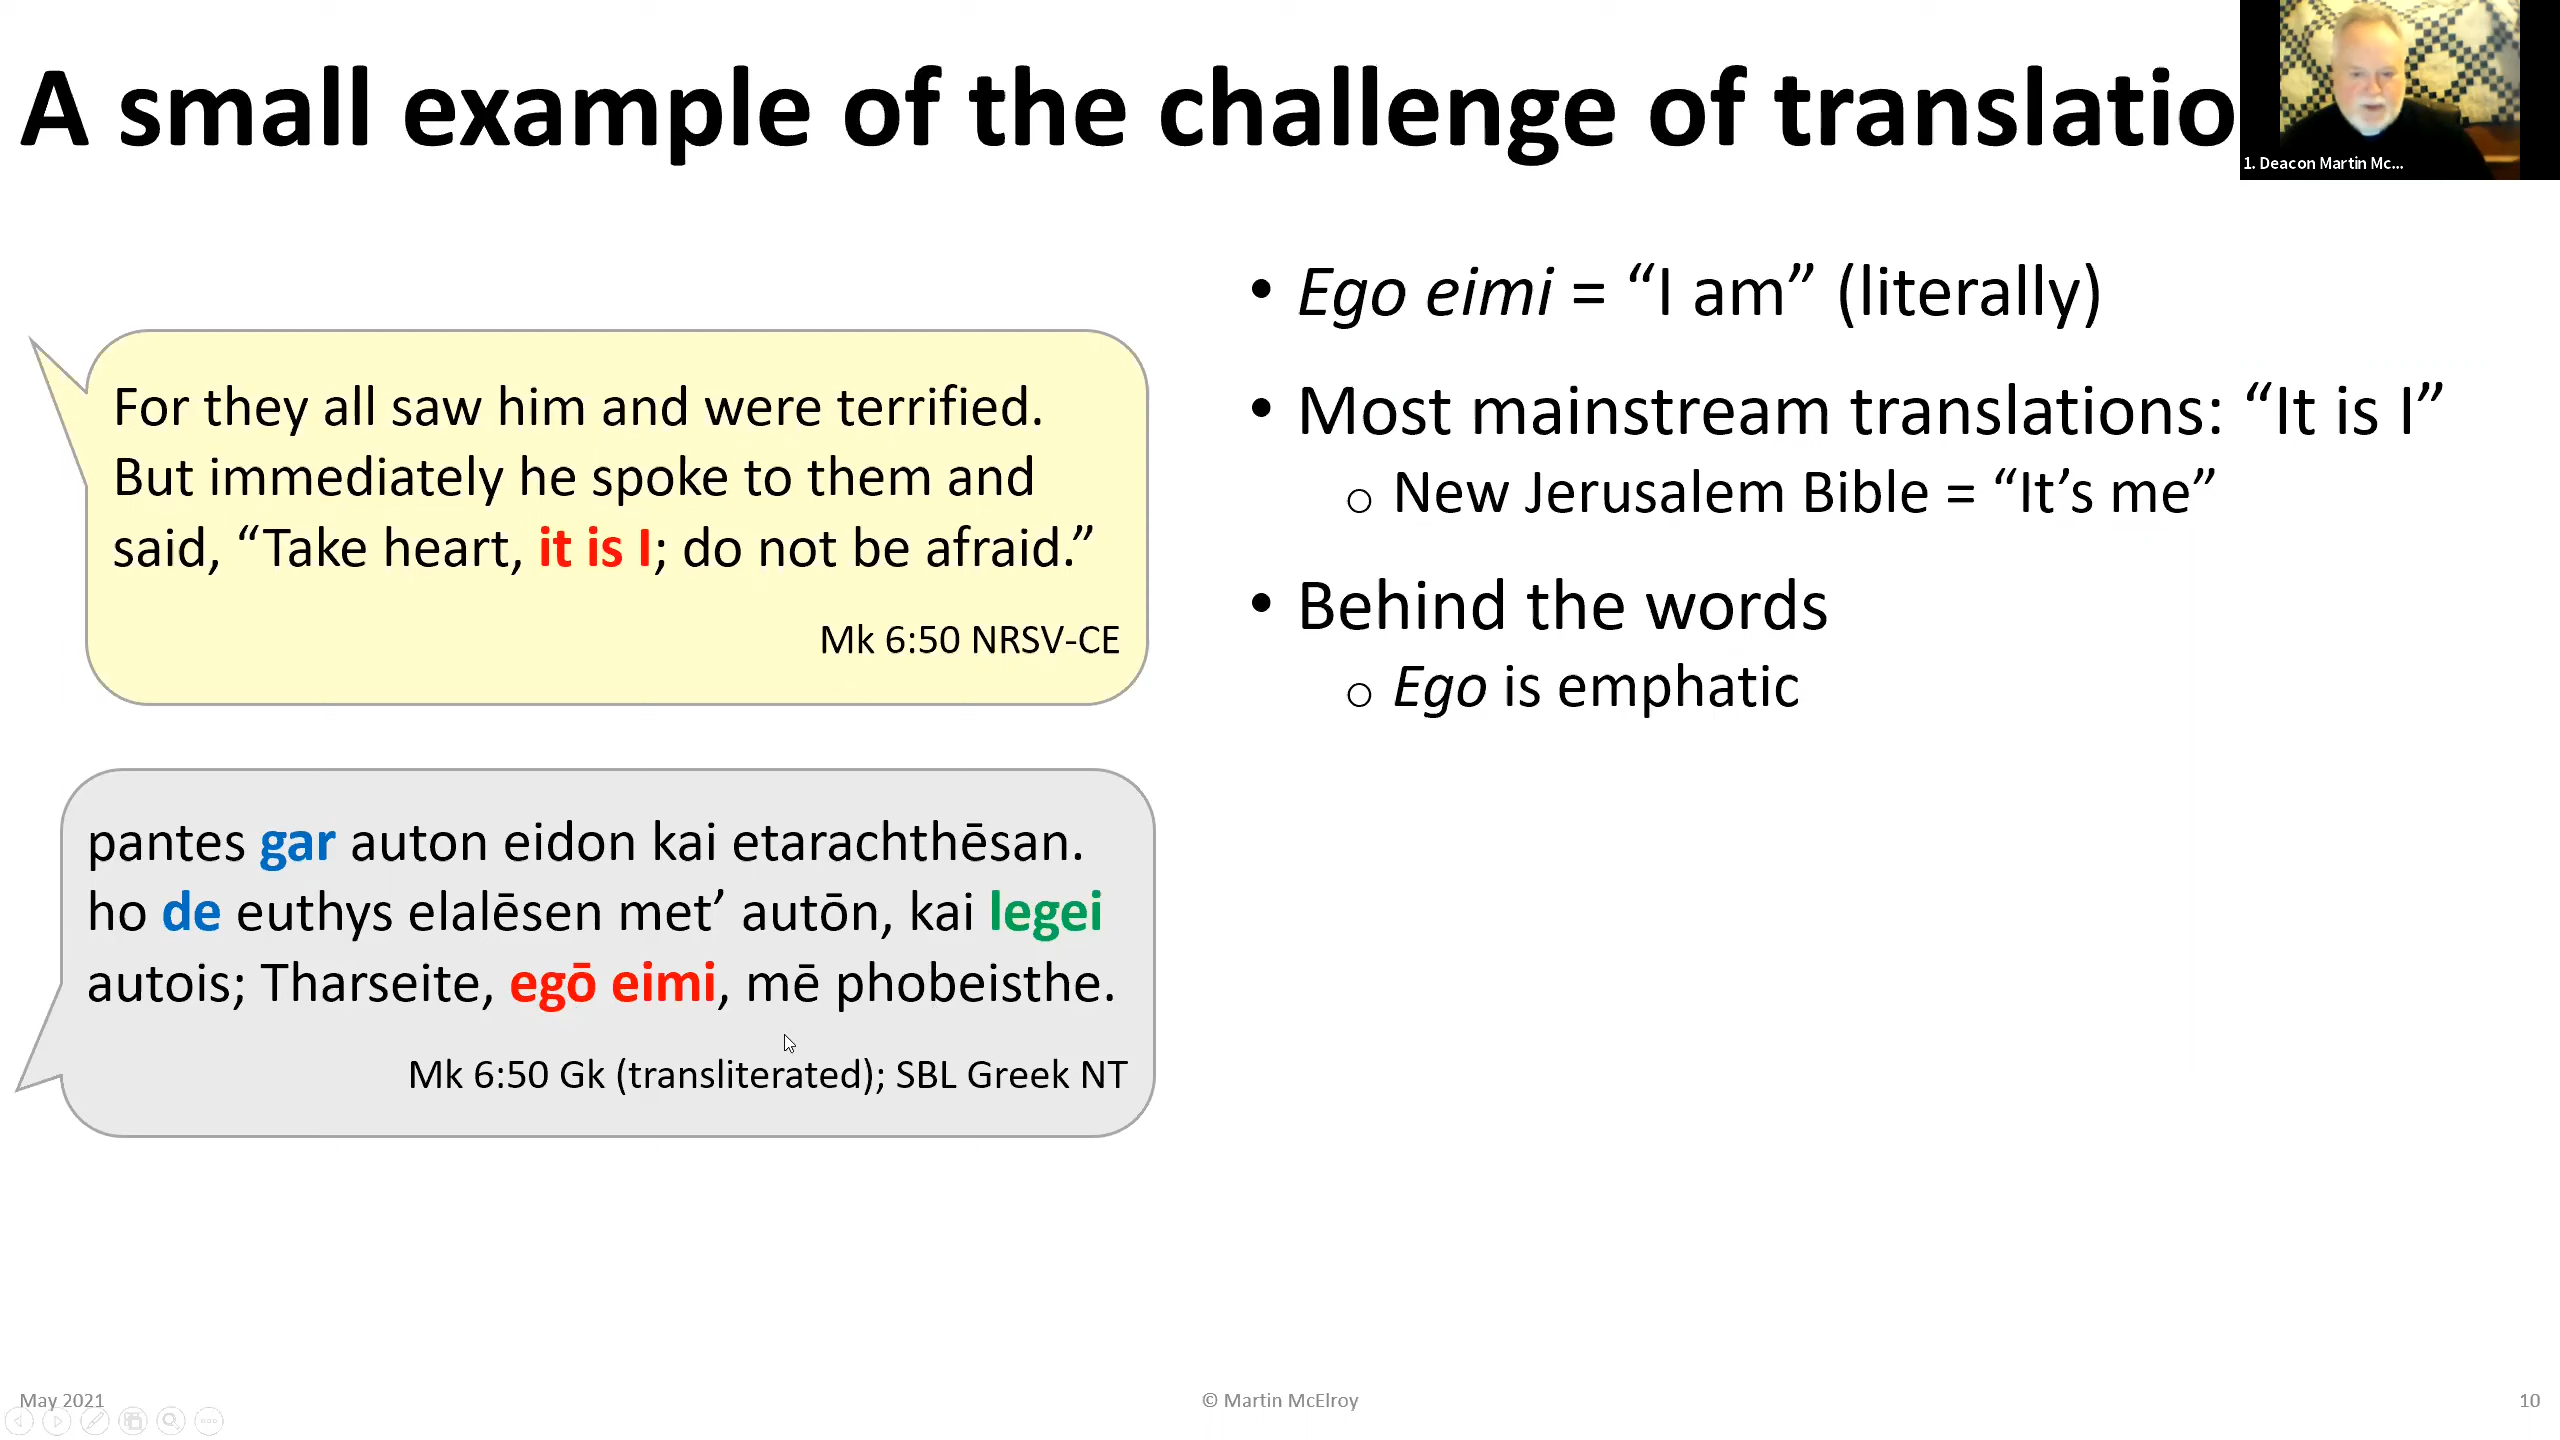 A small example of the challenge of translatio
1. Deacon Martin Mc...
For they all saw him and were terrified.
But immediately he spoke to them and
said, “Take heart, it is I; do not be afraid.”
Mk 6:50 NRSV-CE
pantes gar auton eidon kai etarachthēsan.
ho de euthys elalēsen met’ autōn, kai legei
autois; Tharseite, egō eimi, mē phobeisthe.
Mk 6:50 Gk (transliterated); SBL Greek NT
• Ego eimi = “I am” (literally)
• Most mainstream translations: “It is I”
o New Jerusalem Bible = “It’s me”
• Behind the words
o Ego is emphatic
May 2021
© Martin McElroy
10